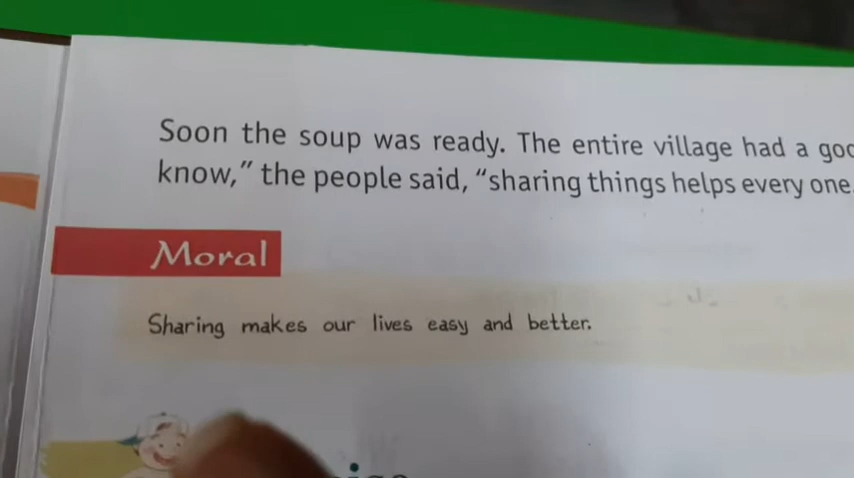 Soon the soup was ready. The entire village had a
know,” the people said, “sharing things helps every one
Moral
Sharing makes our lives easy and better.